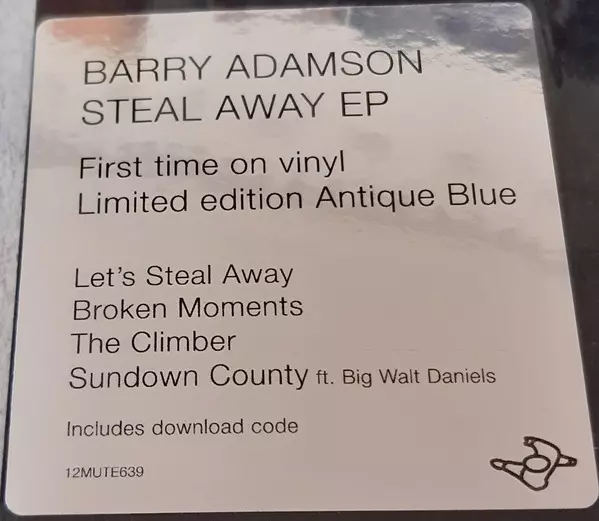 BARRY ADAMSON
STEAL AWAY EP
First time on vinyl
Limited edition Antique Blue
Let's Steal Away
Broken Moments
The Climber
Sundown County ft. Big Walt Daniels
Includes download code
12MUTE639